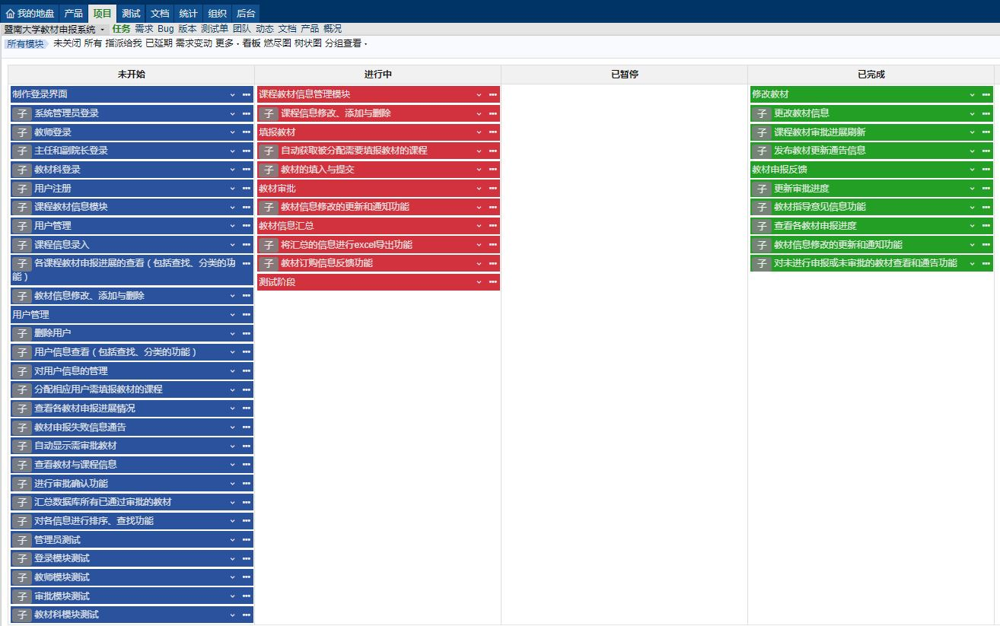 我的地盘 产品 项目 测试 文档 统计 组织 后台
暨南大学教材申报系统 任务 需求 Bug 版本 测试单 团队 动态 文档 产品 概况
所有模块 未关闭 所有 指派给我 已延期 需求变动 更多 看板 燃尽图 树状图 分组查看
未开始 进行中 已暂停 已完成
制作登录界面
子 系统管理员登录
子 教师登录
子 主任和副院长登录
子 教材科登录
子 用户注册
子 课程教材信息模块
子 用户管理
子 课程信息录入
子 各课程教材申报进展的查看（包括查找、分类的功
能）
子 教材信息修改、添加与删除
用户管理
子 删除用户
子 用户信息查看（包括查找、分类的功能）
子 对用户信息的管理
子 分配相应用户需填报教材的课程
子 查看各教材申报进展情况
子 教材申报失败信息通告
子 自动显示需审批教材
子 查看教材与课程信息
子 进行审批确认功能
子 汇总数据库所有已通过审批的教材
子 对各信息进行排序、查找功能
子 管理员测试
子 登录模块测试
子 教师模块测试
子 审批模块测试
子 教材科模块测试
课程教材信息管理模块
子 课程信息修改、添加与删除
填报教材
子 自动获取被分配需要填报教材的课程
子 教材的填入与提交
教材审批
子 教材信息修改的更新和通知功能
教材信息汇总
子 将汇总的信息进行excel导出功能
子 教材订购信息反馈功能
测试阶段
修改教材
子 更改教材信息
子 课程教材审批进展刷新
子 发布教材更新通告信息
教材申报反馈
子 更新审批进度
子 教材指导意见信息功能
子 查看各教材申报进度
子 教材信息修改的更新和通知功能
子 对未进行申报或未审批的教材查看和通告功能